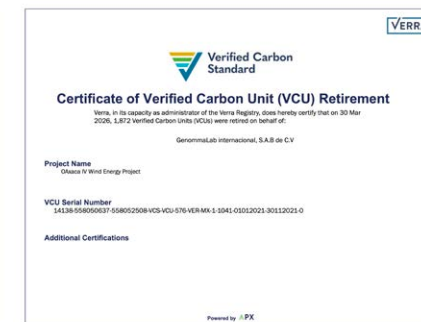 VERR
Verified Carbon
Standard
Certificate of Verified Carbon Unit (VCU) Retirement
Verra, in its capacity as administrator of the Verra Registry, does hereby certify that on 30 Mar
2026, 1,872 Verified Carbon Units (VCUs) were retired on behalf of:
GenommaLab internacional, S.A.B de C.V
Project Name
OAxaca IV Wind Energy Project
VCU Serial Number
14138-558050637-558052508-VCS-VCU-576-VER-MX-1-1041-01012021-30112021-0
Additional Certifications
Powered by APX